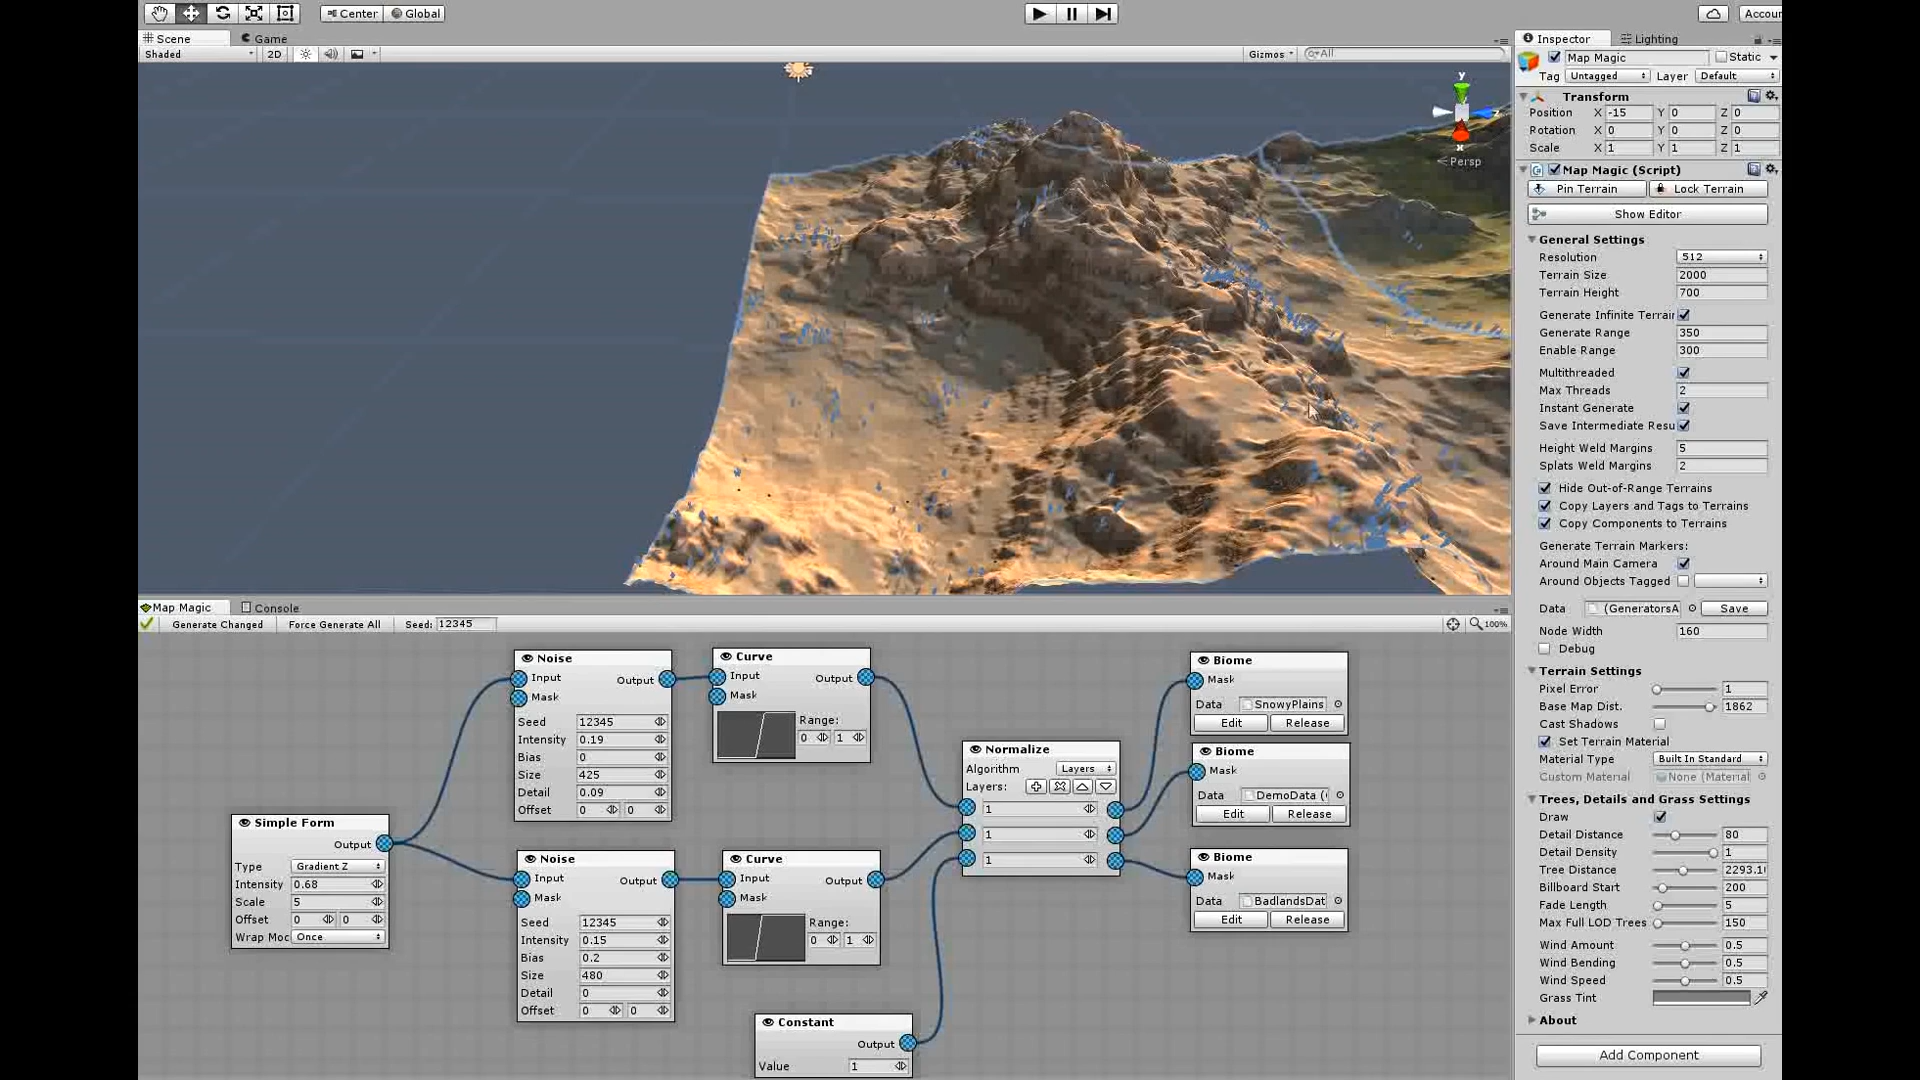 Center Global
Accour
Scene Game
Shaded 2D Gizmos All
y
z
x
Persp
Inspector Lighting
Map Magic Static
Tag Untagged Layer Default
Transform
Position X -15 Y 0 Z 0
Rotation X 0 Y 0 Z 0
Scale X 1 Y 1 Z 1
Map Magic (Script)
Pin Terrain Lock Terrain
Show Editor
General Settings
Resolution 512
Terrain Size 2000
Terrain Height 700
Generate Infinite Terrair
Generate Range 350
Enable Range 300
Multithreaded
Max Threads 2
Instant Generate
Save Intermediate Resu
Height Weld Margins 5
Splats Weld Margins 2
Hide Out-of-Range Terrains
Copy Layers and Tags to Terrains
Copy Components to Terrains
Generate Terrain Markers:
Around Main Camera
Around Objects Tagged
Data (GeneratorsA Save
Node Width 160
Debug
Terrain Settings
Pixel Error 1
Base Map Dist. 1862
Cast Shadows
Set Terrain Material
Material Type Built In Standard
Custom Material None (Material
Trees, Details and Grass Settings
Draw
Detail Distance 80
Detail Density 1
Tree Distance 2293.1
Billboard Start 200
Fade Length 5
Max Full LOD Trees 150
Wind Amount 0.5
Wind Bending 0.5
Wind Speed 0.5
Grass Tint
About
Add Component
Map Magic Console
Generate Changed Force Generate All Seed: 12345 100%
Simple Form
Output
Type Gradient Z
Intensity 0.68
Scale 5
Offset 0 0
Wrap Moc Once
Noise
Input Output
Mask
Seed 12345
Intensity 0.19
Bias 0
Size 425
Detail 0.09
Offset 0 0
Noise
Input Output
Mask
Seed 12345
Intensity 0.15
Bias 0.2
Size 480
Detail 0
Offset 0 0
Curve
Input Output
Mask
Range:
0 1
Curve
Input Output
Mask
Range:
0 1
Constant
Output
Value 1
Normalize
Algorithm Layers
Layers:
1
1
1
Biome
Mask
Data SnowyPlains
Edit Release
Biome
Mask
Data DemoData (
Edit Release
Biome
Mask
Data BadlandsDat
Edit Release